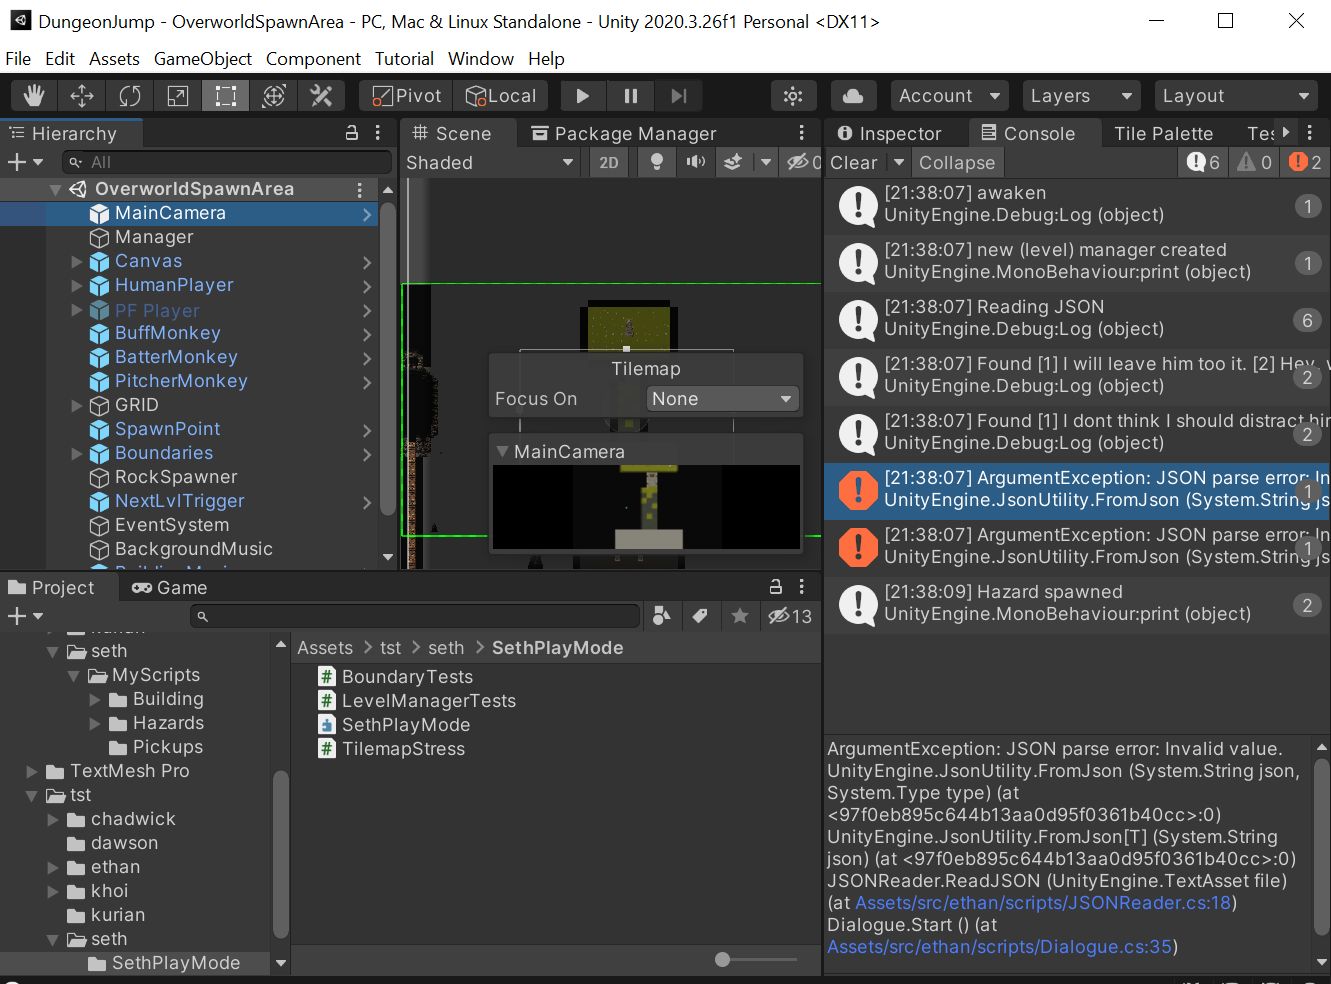 DungeonJump - OverworldSpawnArea - PC, Mac & Linux Standalone - Unity 2020.3.26f1 Personal <DX11>
File Edit Assets GameObject Component Tutorial Window Help
Pivot Local Account Layers Layout
Hierarchy
All
OverworldSpawnArea
MainCamera
Manager
Canvas
HumanPlayer
PF Player
BuffMonkey
BatterMonkey
PitcherMonkey
GRID
SpawnPoint
Boundaries
RockSpawner
NextLvlTrigger
EventSystem
BackgroundMusic
Scene Package Manager
Shaded 2D 0
Tilemap
Focus On None
MainCamera
Inspector Console Tile Palette Tes
Clear Collapse 6 0 2
[21:38:07] awaken
UnityEngine.Debug:Log (object) 1
[21:38:07] new (level) manager created
UnityEngine.MonoBehaviour:print (object) 1
[21:38:07] Reading JSON
UnityEngine.Debug:Log (object) 6
[21:38:07] Found [1] I will leave him too it. [2] Hey,
UnityEngine.Debug:Log (object) 2
[21:38:07] Found [1] I dont think I should distract hin
UnityEngine.Debug:Log (object) 2
[21:38:07] ArgumentException: JSON parse error: In
UnityEngine.JsonUtility.FromJson (System.String js 1
[21:38:07] ArgumentException: JSON parse error: In
UnityEngine.JsonUtility.FromJson (System.String js 1
[21:38:09] Hazard spawned
UnityEngine.MonoBehaviour:print (object) 2
ArgumentException: JSON parse error: Invalid value.
UnityEngine.JsonUtility.FromJson (System.String json,
System.Type type) (at
<97f0eb895c644b13aa0d95f0361b40cc>:0)
UnityEngine.JsonUtility.FromJson[T] (System.String
json) (at <97f0eb895c644b13aa0d95f0361b40cc>:0)
JSONReader.ReadJSON (UnityEngine.TextAsset file)
(at Assets/src/ethan/scripts/JSONReader.cs:18)
Dialogue.Start () (at
Assets/src/ethan/scripts/Dialogue.cs:35)
Project Game
13
seth
MyScripts
Building
Hazards
Pickups
TextMesh Pro
tst
chadwick
dawson
ethan
khoi
kurian
seth
SethPlayMode
Assets > tst > seth > SethPlayMode
BoundaryTests
LevelManagerTests
SethPlayMode
TilemapStress